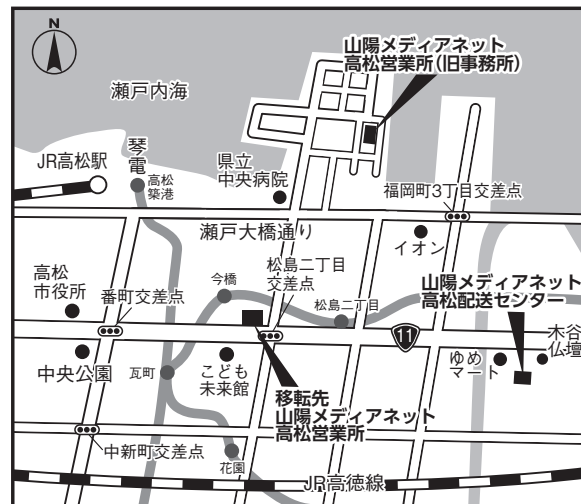 N
山陽メディアネット
高松営業所(旧事務所)
瀬戸内海
琴電
JR高松駅
高松
築港
県立
中央病院
福岡町3丁目交差点
瀬戸大橋通り
イオン
高松
市役所
番町交差点
今橋
松島二丁目
交差点
松島二丁目
山陽メディアネット
高松配送センター
11
木谷
仏壇
ゆめ
マート
中央公園
瓦町
こども
未来館
移転先
山陽メディアネット
高松営業所
中新町交差点
花園
JR高徳線